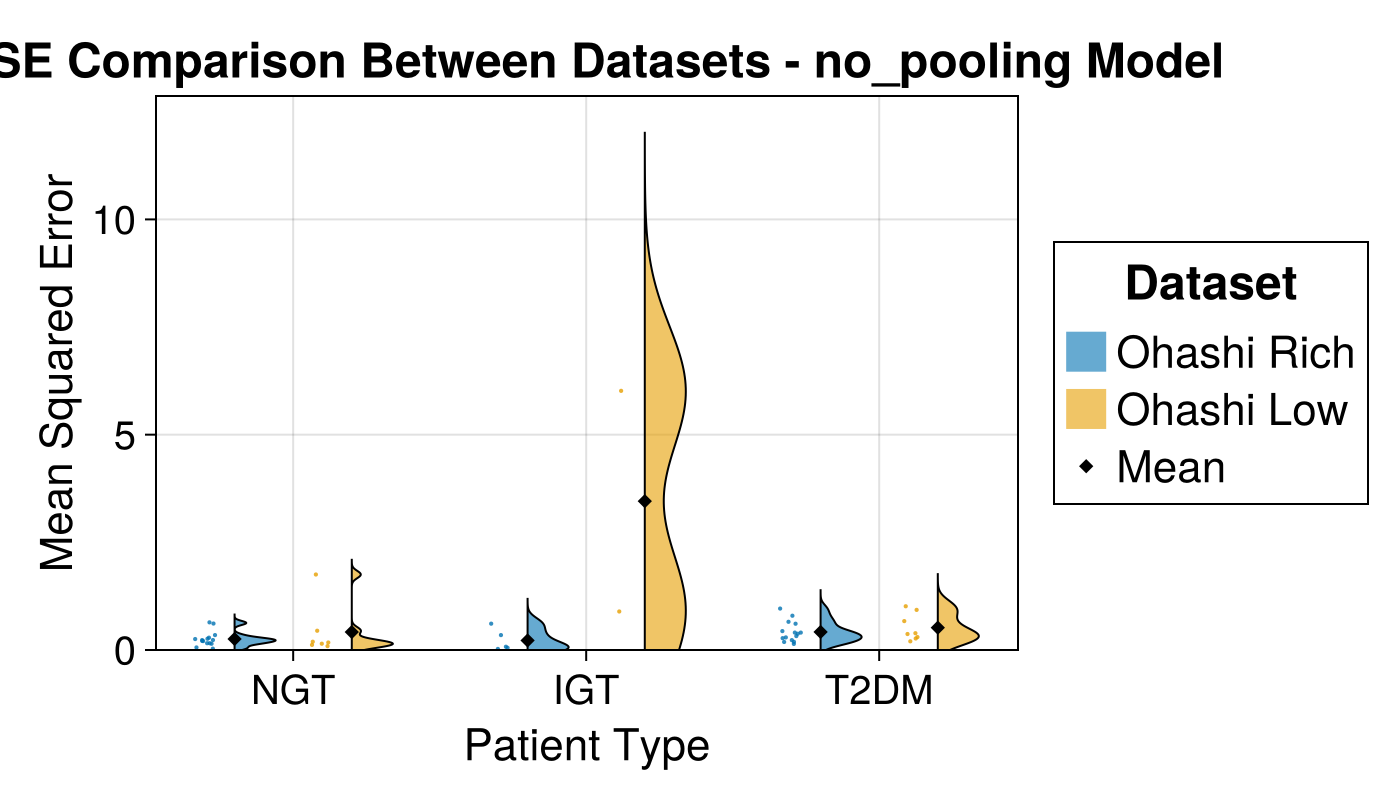 SE Comparison Between Datasets - no_pooling Model
Mean Squared Error
10
5
0
NGT
IGT
T2DM
Patient Type
Dataset
Ohashi Rich
Ohashi Low
Mean